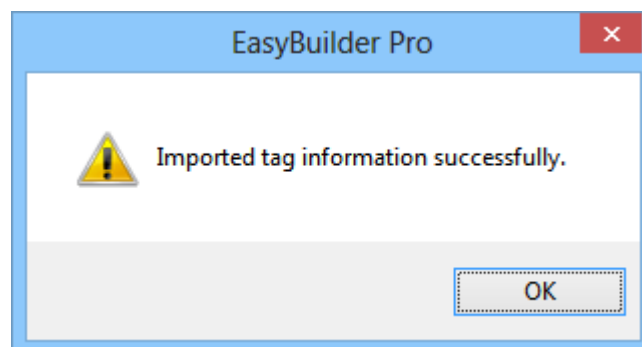 EasyBuilder Pro
Imported tag information successfully.
OK